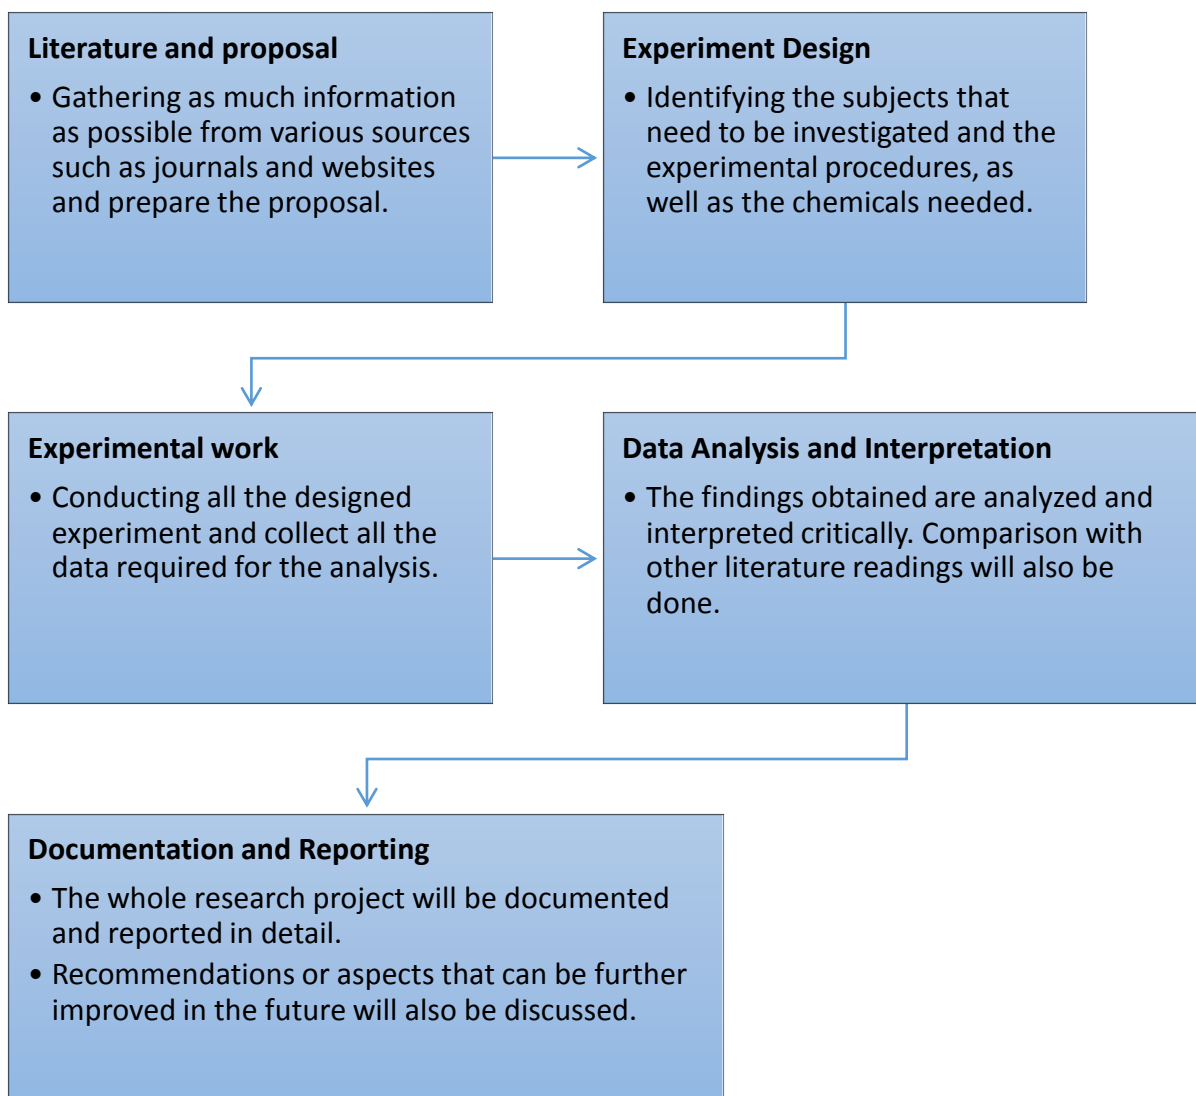 Literature and proposal
• Gathering as much information
as possible from various sources
such as journals and websites
and prepare the proposal.
Experiment Design
• Identifying the subjects that
need to be investigated and the
experimental procedures, as
well as the chemicals needed.
Experimental work
• Conducting all the designed
experiment and collect all the
data required for the analysis.
Data Analysis and Interpretation
• The findings obtained are analyzed and
interpreted critically. Comparison with
other literature readings will also be
done.
Documentation and Reporting
• The whole research project will be documented
and reported in detail.
• Recommendations or aspects that can be further
improved in the future will also be discussed.